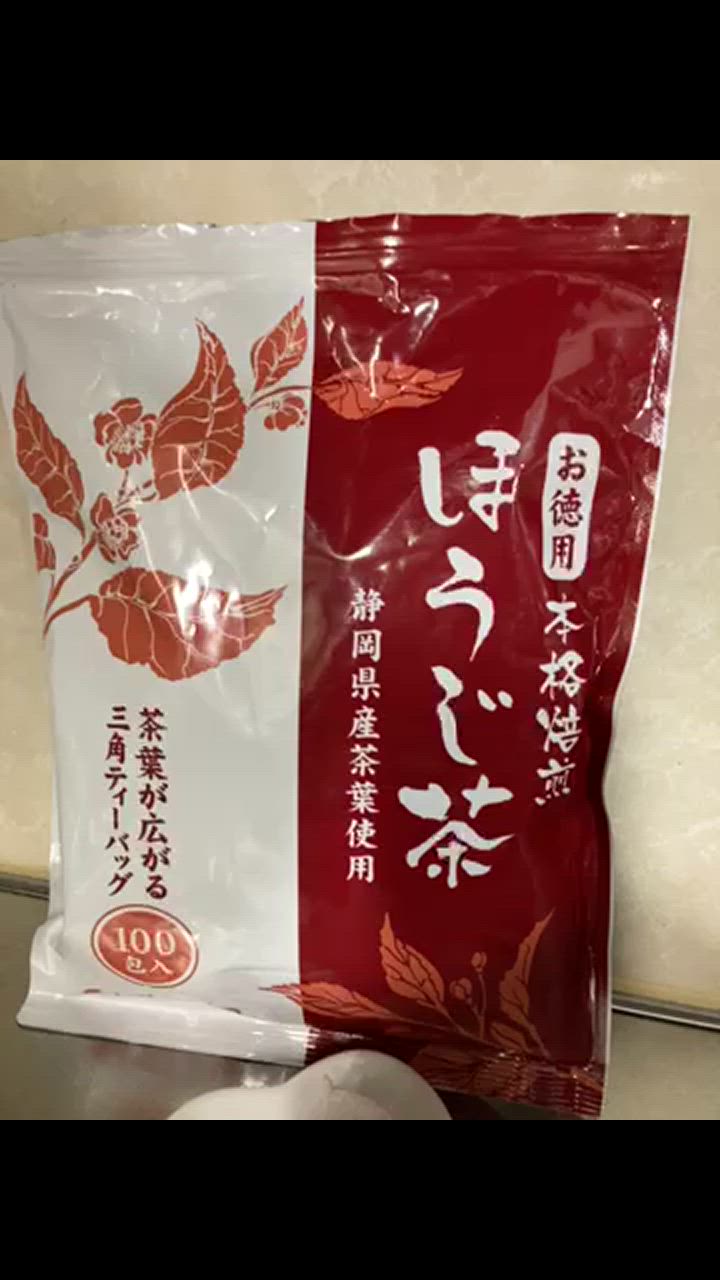 お徳用
本格焙煎
ほうじ茶
静岡県産茶葉使用
茶葉が広がる
三角ティーバッグ
100
包入